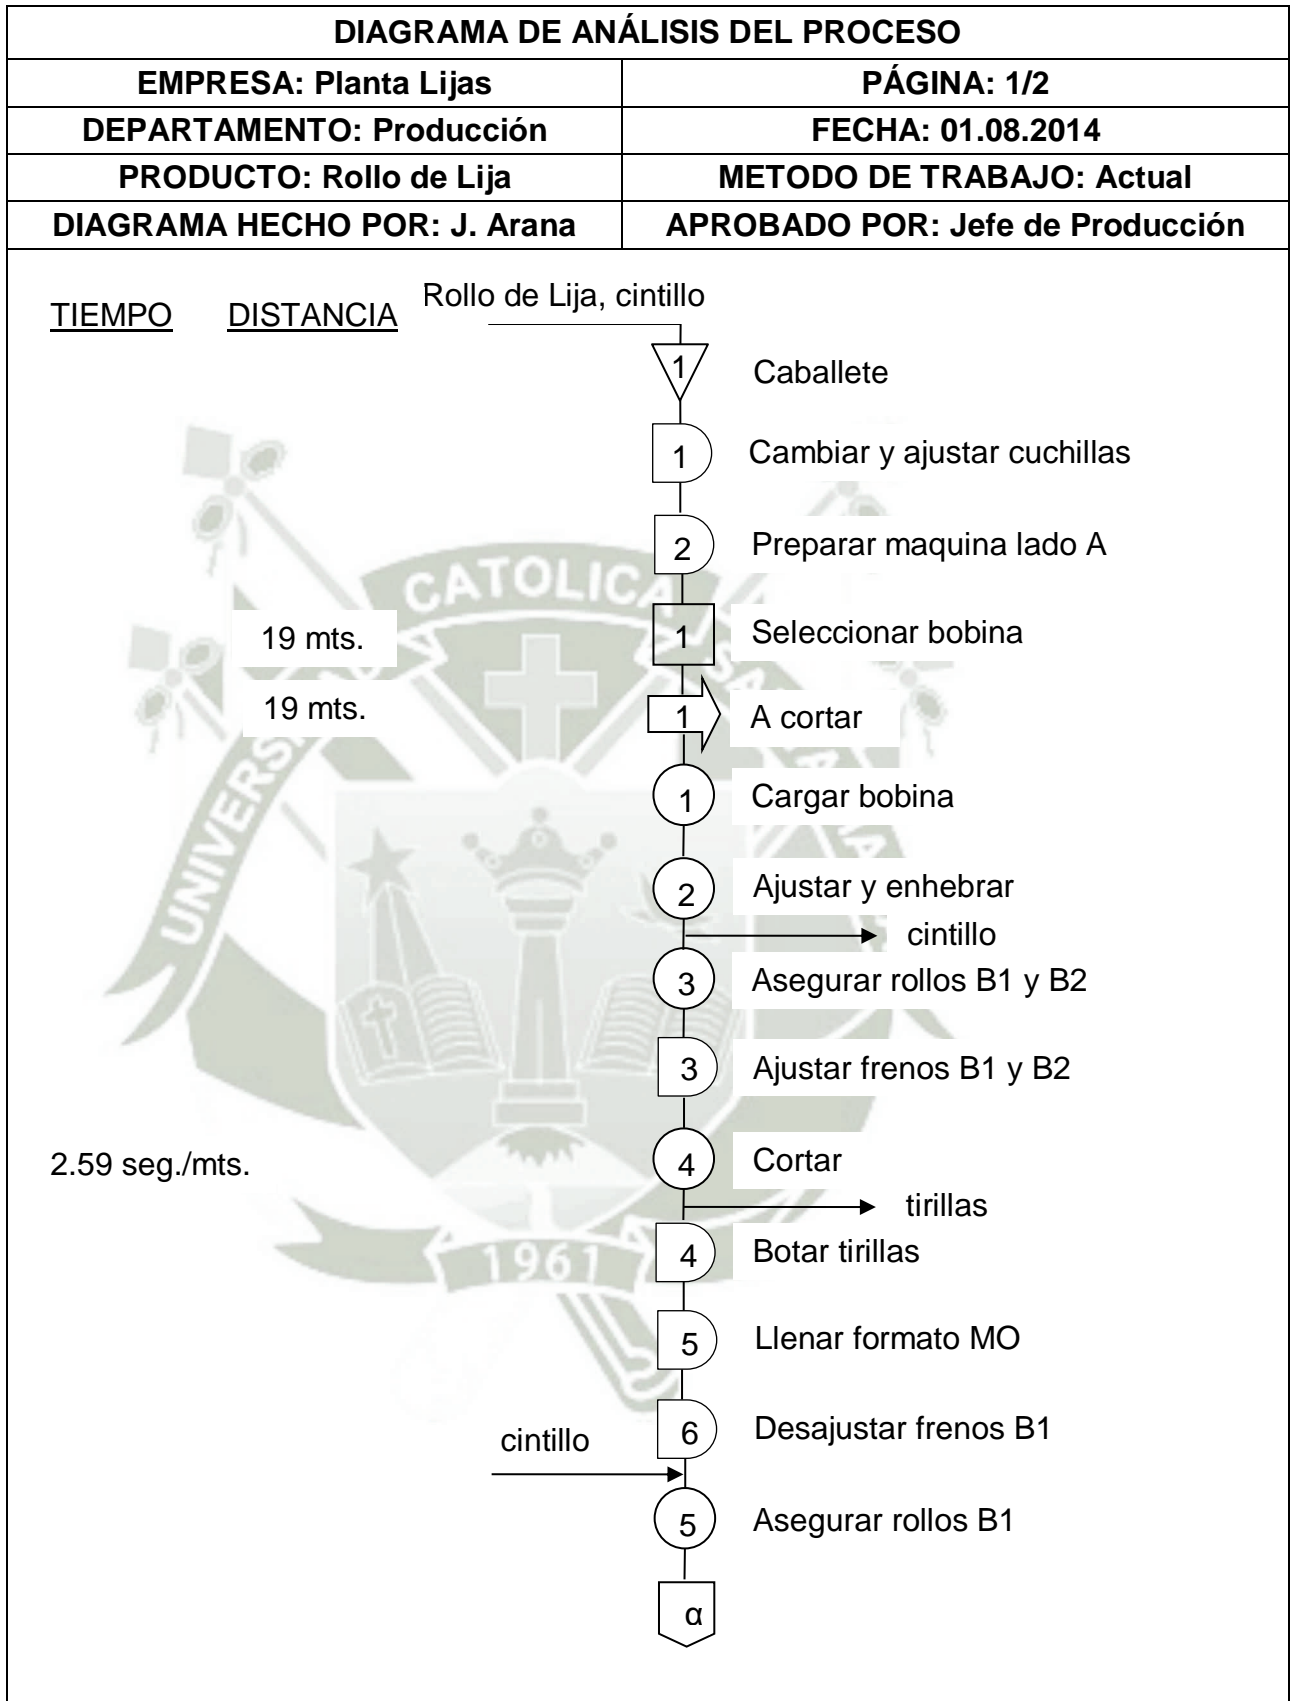 DIAGRAMA DE ANÁLISIS DEL PROCESO
EMPRESA: Planta Lijas
PÁGINA: 1/2
DEPARTAMENTO: Producción
FECHA: 01.08.2014
PRODUCTO: Rollo de Lija
METODO DE TRABAJO: Actual
DIAGRAMA HECHO POR: J. Arana
APROBADO POR: Jefe de Producción
TIEMPO DISTANCIA
Rollo de Lija, cintillo
1 Caballete
1 Cambiar y ajustar cuchillas
2 Preparar maquina lado A
19 mts. 1 Seleccionar bobina
19 mts. 1 A cortar
1 Cargar bobina
2 Ajustar y enhebrar
cintillo
3 Asegurar rollos B1 y B2
3 Ajustar frenos B1 y B2
2.59 seg./mts. 4 Cortar
tirillas
4 Botar tirillas
5 Llenar formato MO
6 Desajustar frenos B1
cintillo
5 Asegurar rollos B1
α
CATOLICA
1961